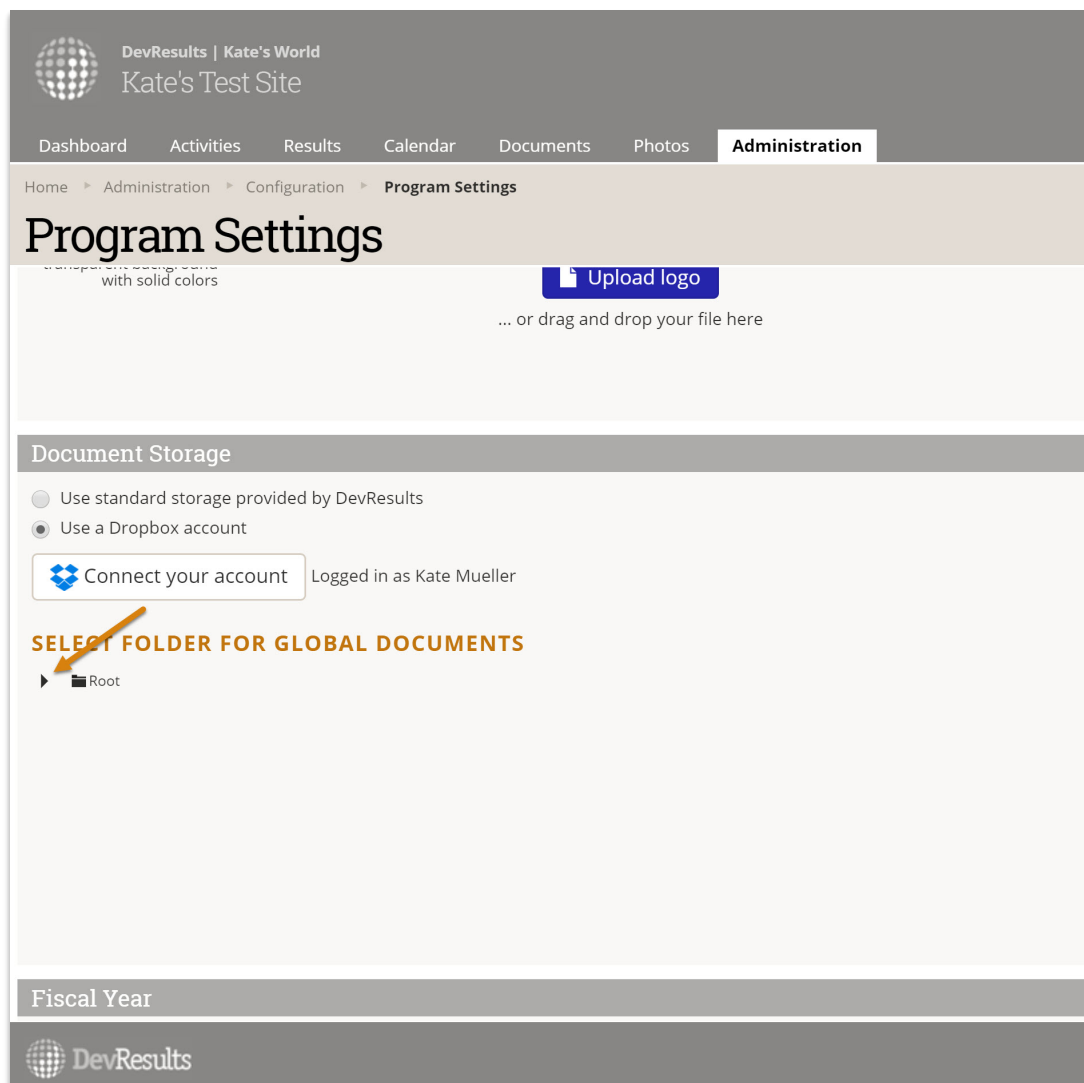 DevResults | Kate's World
Kate's Test Site
Dashboard Activities Results Calendar Documents Photos Administration
Home Administration Configuration Program Settings
Program Settings
transparent background
with solid colors
Upload logo
... or drag and drop your file here
Document Storage
Use standard storage provided by DevResults
Use a Dropbox account
Connect your account Logged in as Kate Mueller
SELECT FOLDER FOR GLOBAL DOCUMENTS
Root
Fiscal Year
DevResults